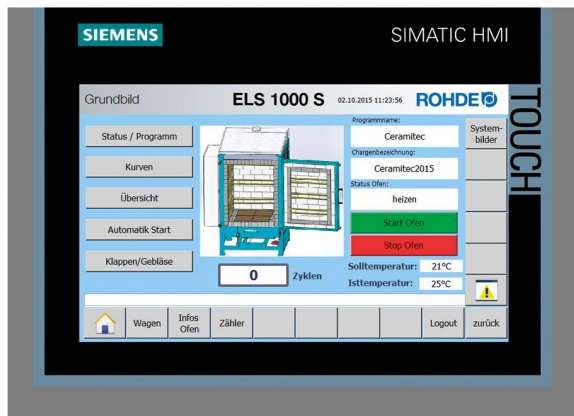 SIEMENS
SIMATIC HMI
TOUCH
Grundbild
ELS 1000 S
02.10.2015 11:23:56
ROHDE
Status / Programm
Kurven
Übersicht
Automatik Start
Klappen/Gebläse
Programmname:
Ceramitec
Chargenbezeichnung:
Ceramitec2015
Status Ofen:
heizen
Start Ofen
Stop Ofen
Solltemperatur: 21°C
Isttemperatur: 25°C
0 Zyklen
System-
bilder
Wagen
Infos
Ofen
Zähler
Logout
zurück